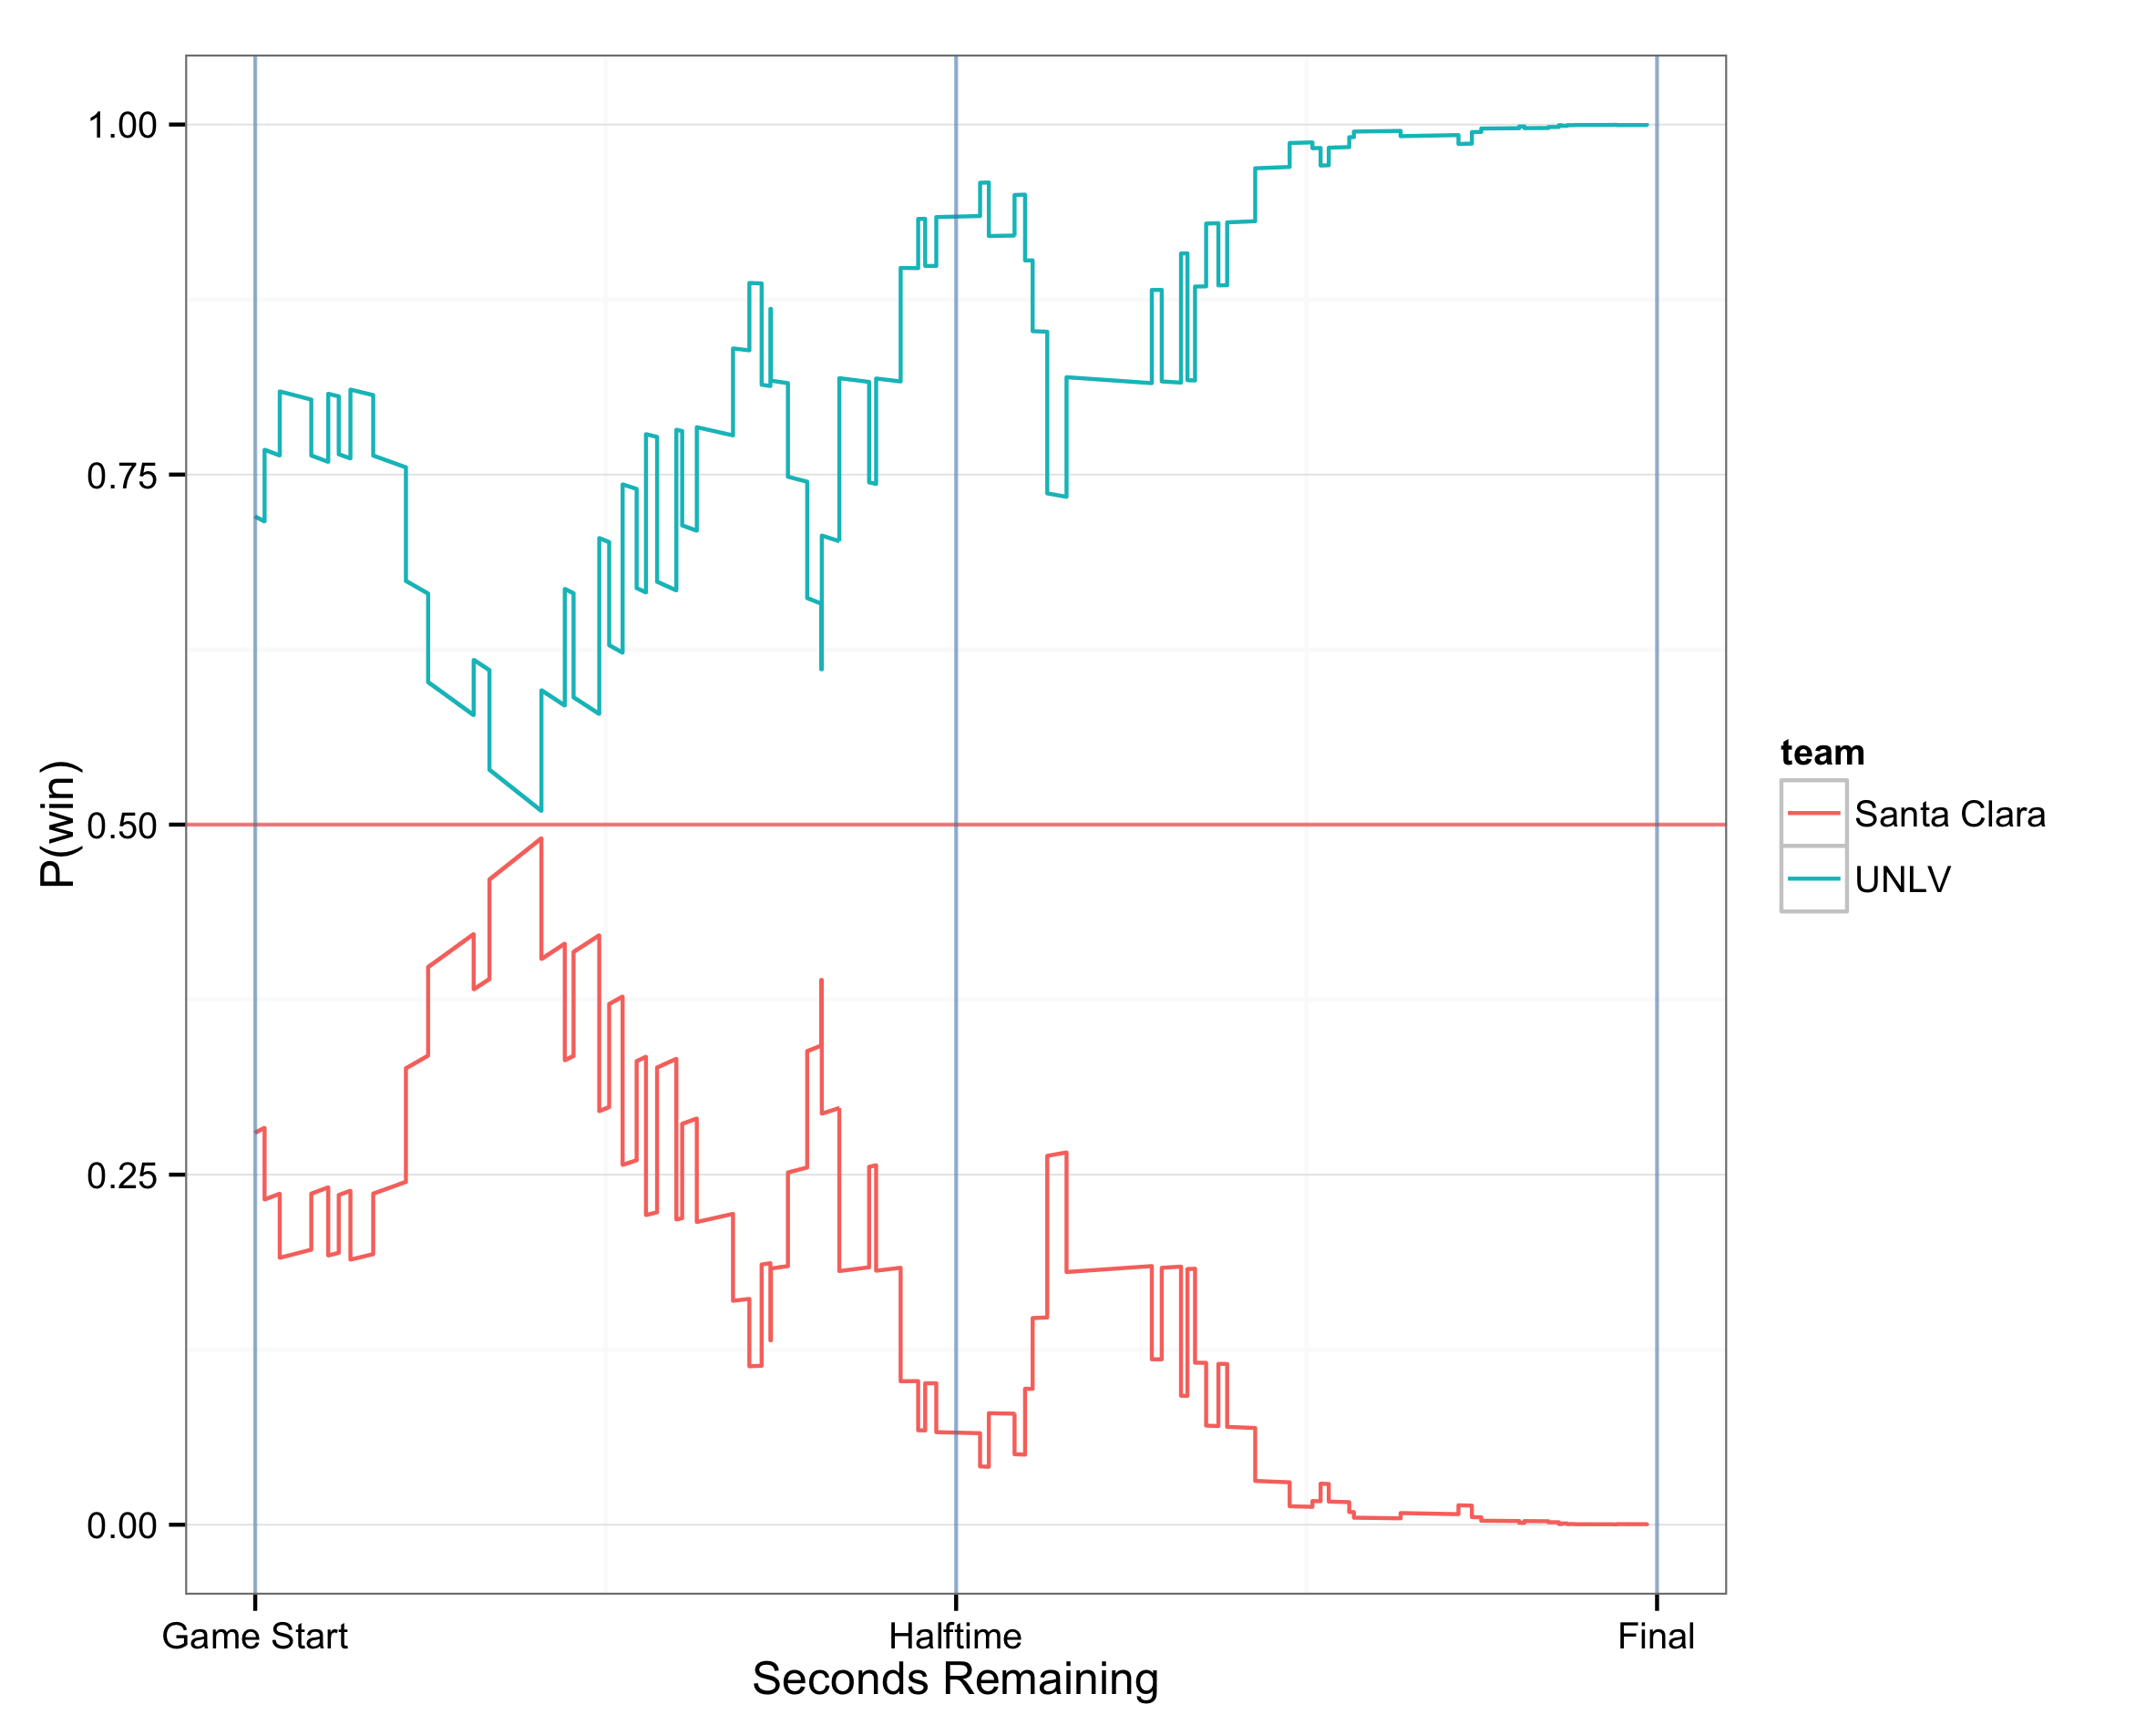 1.00
0.75
0.50
0.25
0.00
P(win)
Game Start
Halftime
Final
Seconds Remaining
team
Santa Clara
UNLV